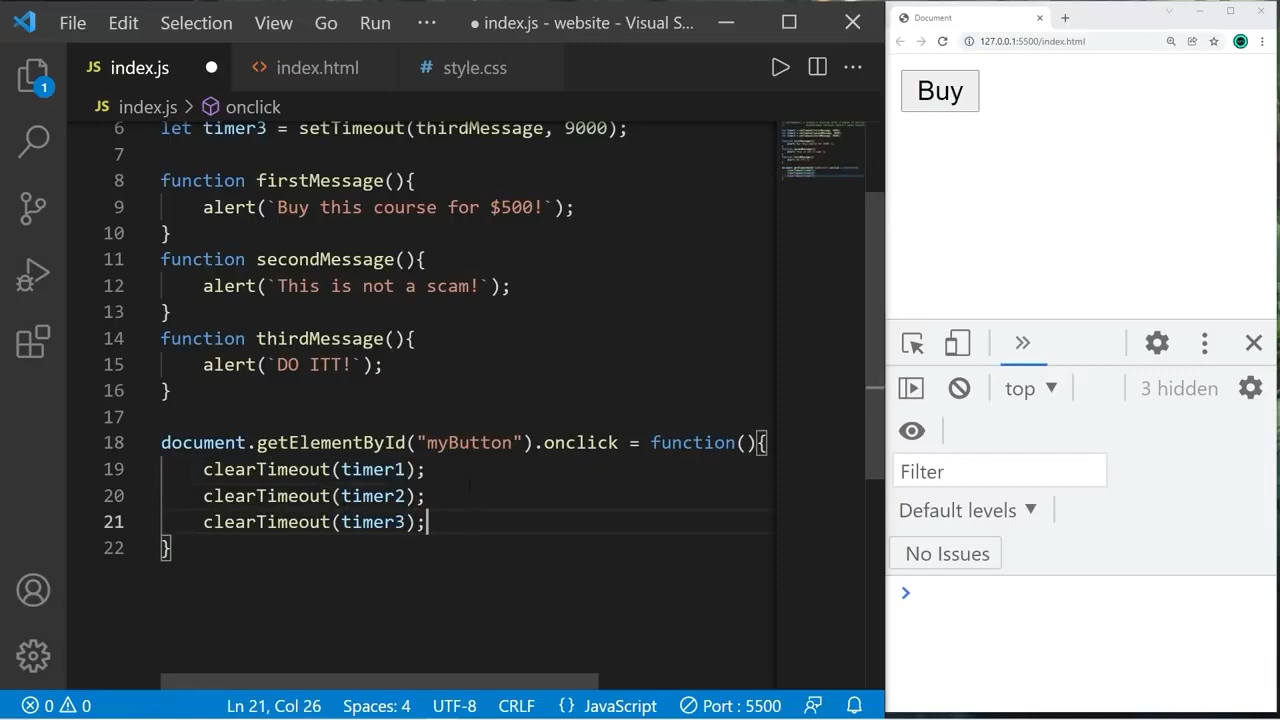 File Edit Selection View Go Run ··· ● index.js - website - Visual S...
JS index.js ● <> index.html # style.css ···
JS index.js > onclick
6 let timer3 = setTimeout(thirdMessage, 9000);
7
8 function firstMessage(){
9 alert(`Buy this course for $500!`);
10 }
11 function secondMessage(){
12 alert(`This is not a scam!`);
13 }
14 function thirdMessage(){
15 alert(`DO ITT!`);
16 }
17
18 document.getElementById("myButton").onclick = function(){
19 clearTimeout(timer1);
20 clearTimeout(timer2);
21 clearTimeout(timer3);
22 }
1
0 0 Ln 21, Col 26 Spaces: 4 UTF-8 CRLF {} JavaScript Port : 5500
Document
127.0.0.1:5500/index.html
Buy
top 3 hidden
Filter
Default levels
No Issues